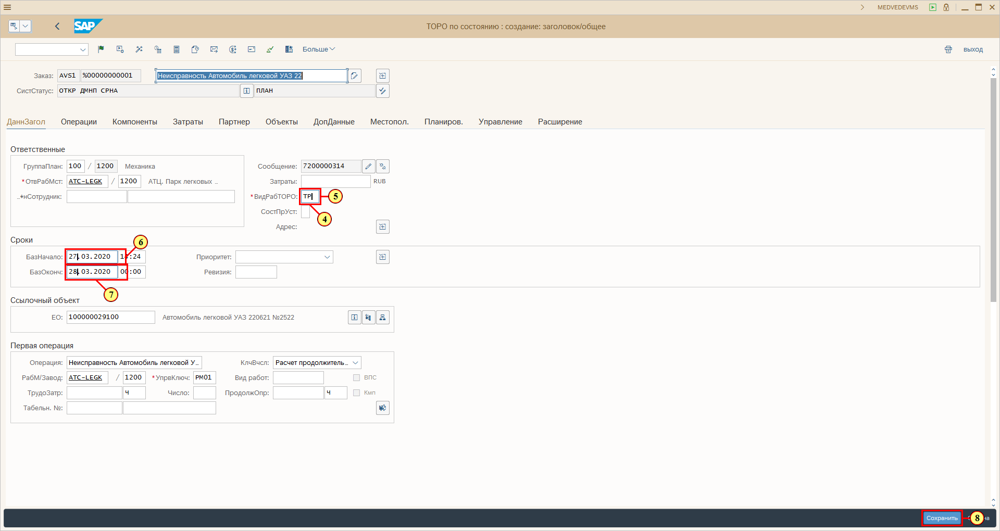 MEDVEDEVMS
SAP
ТОРО по состоянию : создание: заголовок/общее
Больше
ВЫХОД
Заказ: AVS1 %00000000001 Неисправность Автомобиль легковой УАЗ 22
СистСтатус: ОТКР ДМНП СРНА ПЛАН
ДаннЗагол Операции Компоненты Затраты Партнер Объекты ДопДанные Местопол. Планиров. Управление Расширение
Ответственные
ГруппаПлан: 100 / 1200 Механика Сообщение: 7200000314
*ОтвРабМст: ATC-LEGK / 1200 АТЦ. Парк легковых … Затраты: RUB
…нСотрудник: *ВидРабТОРО: ТР 5
СостПрУст: 4
Адрес:
Сроки
6
БазНачало: 27.03.2020 14:24 Приоритет:
БазОконч: 28.03.2020 00:00 Ревизия:
7
Ссылочный объект
ЕО: 100000029100 Автомобиль легковой УАЗ 220621 №2522
Первая операция
Операция: Неисправность Автомобиль легковой У… КлчВчсл: Расчет продолжитель…
РабМ/Завод: ATC-LEGK / 1200 *УпрвКлюч: PM01 Вид работ: ВПС
ТрудоЗатр: Ч Число: ПродолжОпр: Ч Кмп
Табельн. №:
Сохранить 8